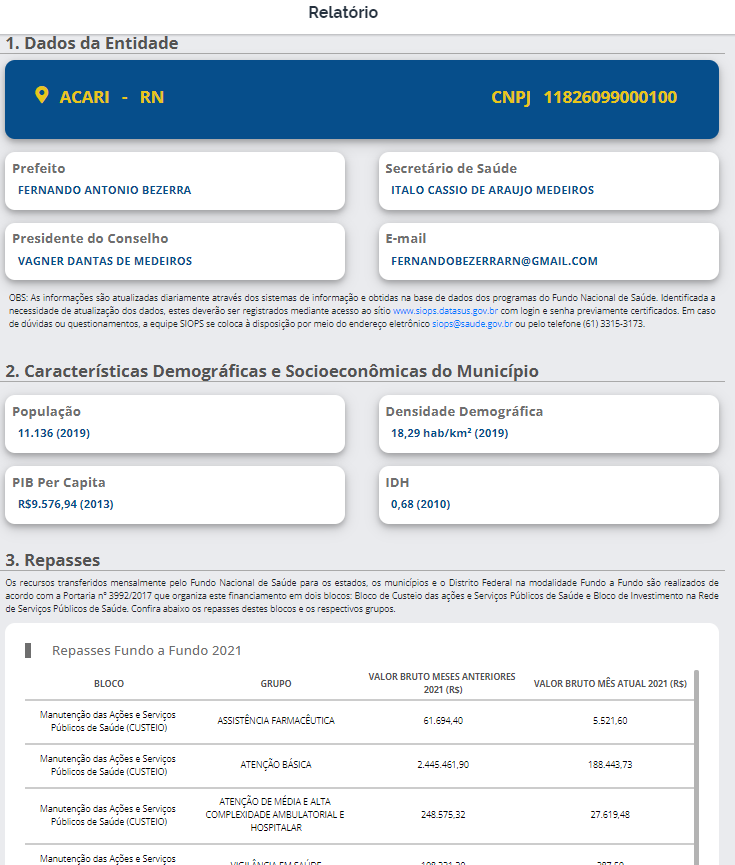 Relatório
1. Dados da Entidade
ACARI - RN
CNPJ 11826099000100
Prefeito
FERNANDO ANTONIO BEZERRA
Secretário de Saúde
ITALO CASSIO DE ARAUJO MEDEIROS
Presidente do Conselho
VAGNER DANTAS DE MEDEIROS
E-mail
FERNANDOBEZERRARN@GMAIL.COM
OBS: As informações são atualizadas diariamente através dos sistemas de informação e obtidas na base de dados dos programas do Fundo Nacional de Saúde. Identificada a
necessidade de atualização dos dados, estes deverão ser registrados mediante acesso ao sítio www.siops.datasus.gov.br com login e senha previamente certificados. Em caso
de dúvidas ou questionamentos, a equipe SIOPS se coloca à disposição por meio do endereço eletrônico siops@saude.gov.br ou pelo telefone (61) 3315-3173.
2. Características Demográficas e Socioeconômicas do Município
População
11.136 (2019)
Densidade Demográfica
18,29 hab/km² (2019)
PIB Per Capita
R$9.576,94 (2013)
IDH
0,68 (2010)
3. Repasses
Os recursos transferidos mensalmente pelo Fundo Nacional de Saúde para os estados, os municípios e o Distrito Federal na modalidade Fundo a Fundo são realizados de
acordo com a Portaria nº 3992/2017 que organiza este financiamento em dois blocos: Bloco de Custeio das ações e Serviços Públicos de Saúde e Bloco de Investimento na Rede
de Serviços Públicos de Saúde. Confira abaixo os repasses destes blocos e os respectivos grupos.
Repasses Fundo a Fundo 2021
BLOCO
GRUPO
VALOR BRUTO MESES ANTERIORES
2021 (R$)
VALOR BRUTO MÊS ATUAL 2021 (R$)
Manutenção das Ações e Serviços
Públicos de Saúde (CUSTEIO)
ASSISTÊNCIA FARMACÊUTICA
61.694,40
5.521,60
Manutenção das Ações e Serviços
Públicos de Saúde (CUSTEIO)
ATENÇÃO BÁSICA
2.445.461,90
188.443,73
Manutenção das Ações e Serviços
Públicos de Saúde (CUSTEIO)
ATENÇÃO DE MÉDIA E ALTA
COMPLEXIDADE AMBULATORIAL E
HOSPITALAR
248.575,32
27.619,48
Manutenção das Ações e Serviços
VIGILÂNCIA EM SAÚDE